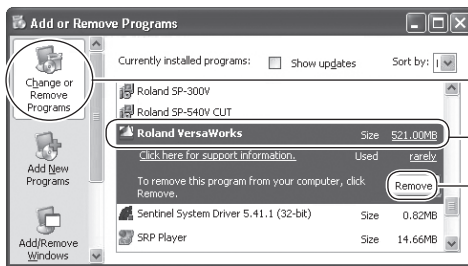 Add or Remove Programs
Change or
Remove
Programs
Add New
Programs
Add/Remove
Windows
Currently installed programs:
Show updates
Sort by:
Roland SP-300V
Roland SP-540V CUT
Roland VersaWorks Size 521.00MB
Click here for support information. Used rarely
To remove this program from your computer, click
Remove.
Remove
Sentinel System Driver 5.41.1 (32-bit) Size 0.82MB
SRP Player Size 14.66MB